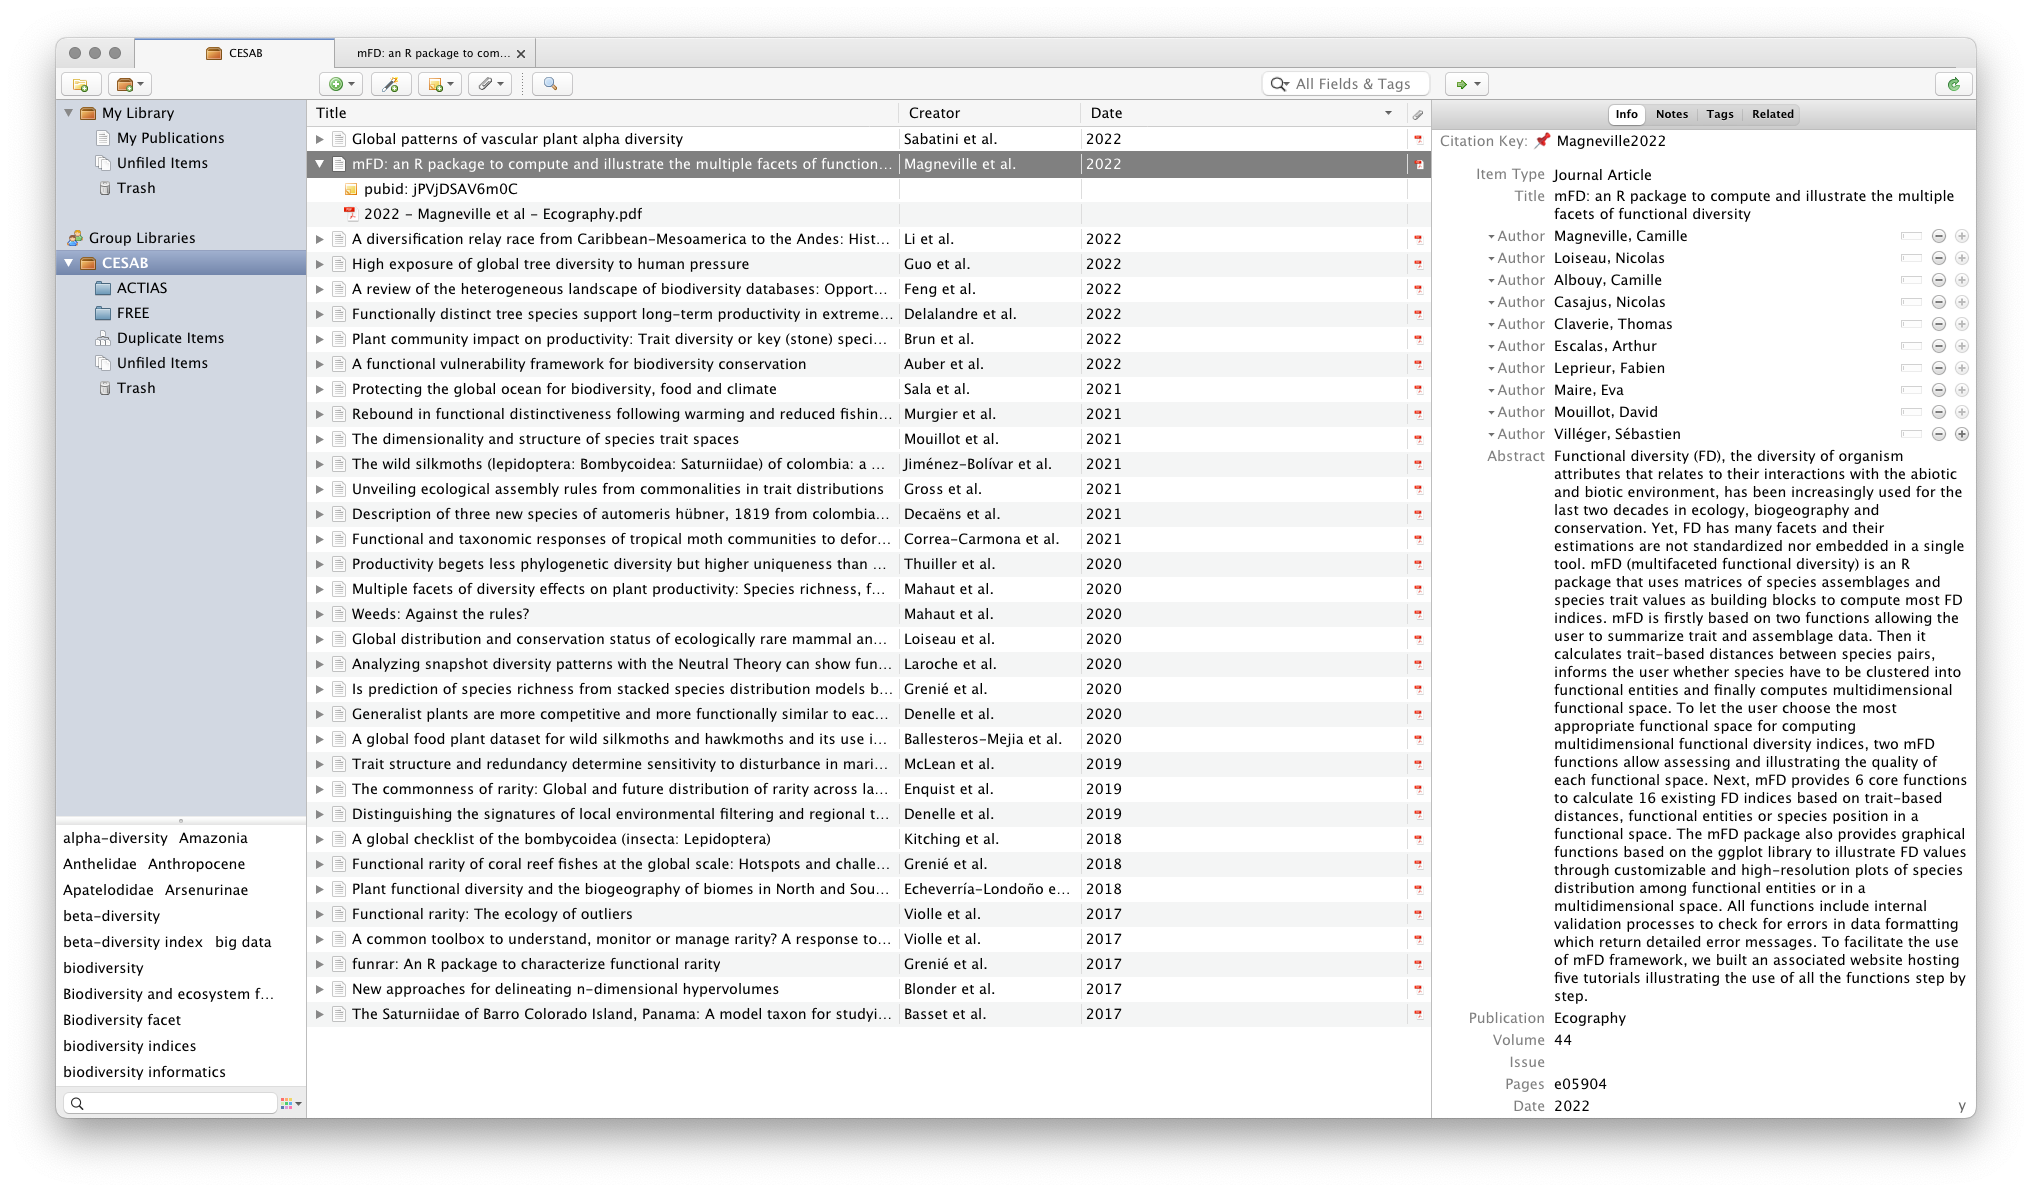 CESAB
mFD: an R package to com...
All Fields & Tags
My Library
My Publications
Unfiled Items
Trash
Group Libraries
CESAB
ACTIAS
FREE
Duplicate Items
Unfiled Items
Trash
alpha-diversity Amazonia
Anthelidae Anthropocene
Apatelodidae Arsenurinae
beta-diversity
beta-diversity index big data
biodiversity
Biodiversity and ecosystem f...
Biodiversity facet
biodiversity indices
biodiversity informatics
Title Creator Date
Global patterns of vascular plant alpha diversity Sabatini et al. 2022
mFD: an R package to compute and illustrate the multiple facets of function... Magneville et al. 2022
pubid: jPVjDSAV6m0C
2022 - Magneville et al - Ecography.pdf
A diversification relay race from Caribbean-Mesoamerica to the Andes: Hist... Li et al. 2022
High exposure of global tree diversity to human pressure Guo et al. 2022
A review of the heterogeneous landscape of biodiversity databases: Opport... Feng et al. 2022
Functionally distinct tree species support long-term productivity in extreme... Delalandre et al. 2022
Plant community impact on productivity: Trait diversity or key (stone) speci... Brun et al. 2022
A functional vulnerability framework for biodiversity conservation Auber et al. 2022
Protecting the global ocean for biodiversity, food and climate Sala et al. 2021
Rebound in functional distinctiveness following warming and reduced fishin... Murgier et al. 2021
The dimensionality and structure of species trait spaces Mouillot et al. 2021
The wild silkmoths (lepidoptera: Bombycoidea: Saturniidae) of colombia: a ... Jiménez-Bolívar et al. 2021
Unveiling ecological assembly rules from commonalities in trait distributions Gross et al. 2021
Description of three new species of automeris hübner, 1819 from colombia... Decaëns et al. 2021
Functional and taxonomic responses of tropical moth communities to defor... Correa-Carmona et al. 2021
Productivity begets less phylogenetic diversity but higher uniqueness than ... Thuiller et al. 2020
Multiple facets of diversity effects on plant productivity: Species richness, f... Mahaut et al. 2020
Weeds: Against the rules? Mahaut et al. 2020
Global distribution and conservation status of ecologically rare mammal an... Loiseau et al. 2020
Analyzing snapshot diversity patterns with the Neutral Theory can show fun... Laroche et al. 2020
Is prediction of species richness from stacked species distribution models b... Grenié et al. 2020
Generalist plants are more competitive and more functionally similar to eac... Denelle et al. 2020
A global food plant dataset for wild silkmoths and hawkmoths and its use i... Ballesteros-Mejia et al. 2020
Trait structure and redundancy determine sensitivity to disturbance in mari... McLean et al. 2019
The commonness of rarity: Global and future distribution of rarity across la... Enquist et al. 2019
Distinguishing the signatures of local environmental filtering and regional t... Denelle et al. 2019
A global checklist of the bombycoidea (insecta: Lepidoptera) Kitching et al. 2018
Functional rarity of coral reef fishes at the global scale: Hotspots and challe... Grenié et al. 2018
Plant functional diversity and the biogeography of biomes in North and Sou... Echeverría-Londoño e... 2018
Functional rarity: The ecology of outliers Violle et al. 2017
A common toolbox to understand, monitor or manage rarity? A response to... Violle et al. 2017
funrar: An R package to characterize functional rarity Grenié et al. 2017
New approaches for delineating n-dimensional hypervolumes Blonder et al. 2017
The Saturniidae of Barro Colorado Island, Panama: A model taxon for studyi... Basset et al. 2017
Info Notes Tags Related
Citation Key: Magneville2022
Item Type Journal Article
Title mFD: an R package to compute and illustrate the multiple
facets of functional diversity
Author Magneville, Camille
Author Loiseau, Nicolas
Author Albouy, Camille
Author Casajus, Nicolas
Author Claverie, Thomas
Author Escalas, Arthur
Author Leprieur, Fabien
Author Maire, Eva
Author Mouillot, David
Author Villéger, Sébastien
Abstract Functional diversity (FD), the diversity of organism
attributes that relates to their interactions with the abiotic
and biotic environment, has been increasingly used for the
last two decades in ecology, biogeography and
conservation. Yet, FD has many facets and their
estimations are not standardized nor embedded in a single
tool. mFD (multifaceted functional diversity) is an R
package that uses matrices of species assemblages and
species trait values as building blocks to compute most FD
indices. mFD is firstly based on two functions allowing the
user to summarize trait and assemblage data. Then it
calculates trait-based distances between species pairs,
informs the user whether species have to be clustered into
functional entities and finally computes multidimensional
functional space. To let the user choose the most
appropriate functional space for computing
multidimensional functional diversity indices, two mFD
functions allow assessing and illustrating the quality of
each functional space. Next, mFD provides 6 core functions
to calculate 16 existing FD indices based on trait-based
distances, functional entities or species position in a
functional space. The mFD package also provides graphical
functions based on the ggplot library to illustrate FD values
through customizable and high-resolution plots of species
distribution among functional entities or in a
multidimensional space. All functions include internal
validation processes to check for errors in data formatting
which return detailed error messages. To facilitate the use
of mFD framework, we built an associated website hosting
five tutorials illustrating the use of all the functions step by
step.
Publication Ecography
Volume 44
Issue
Pages e05904
Date 2022 y